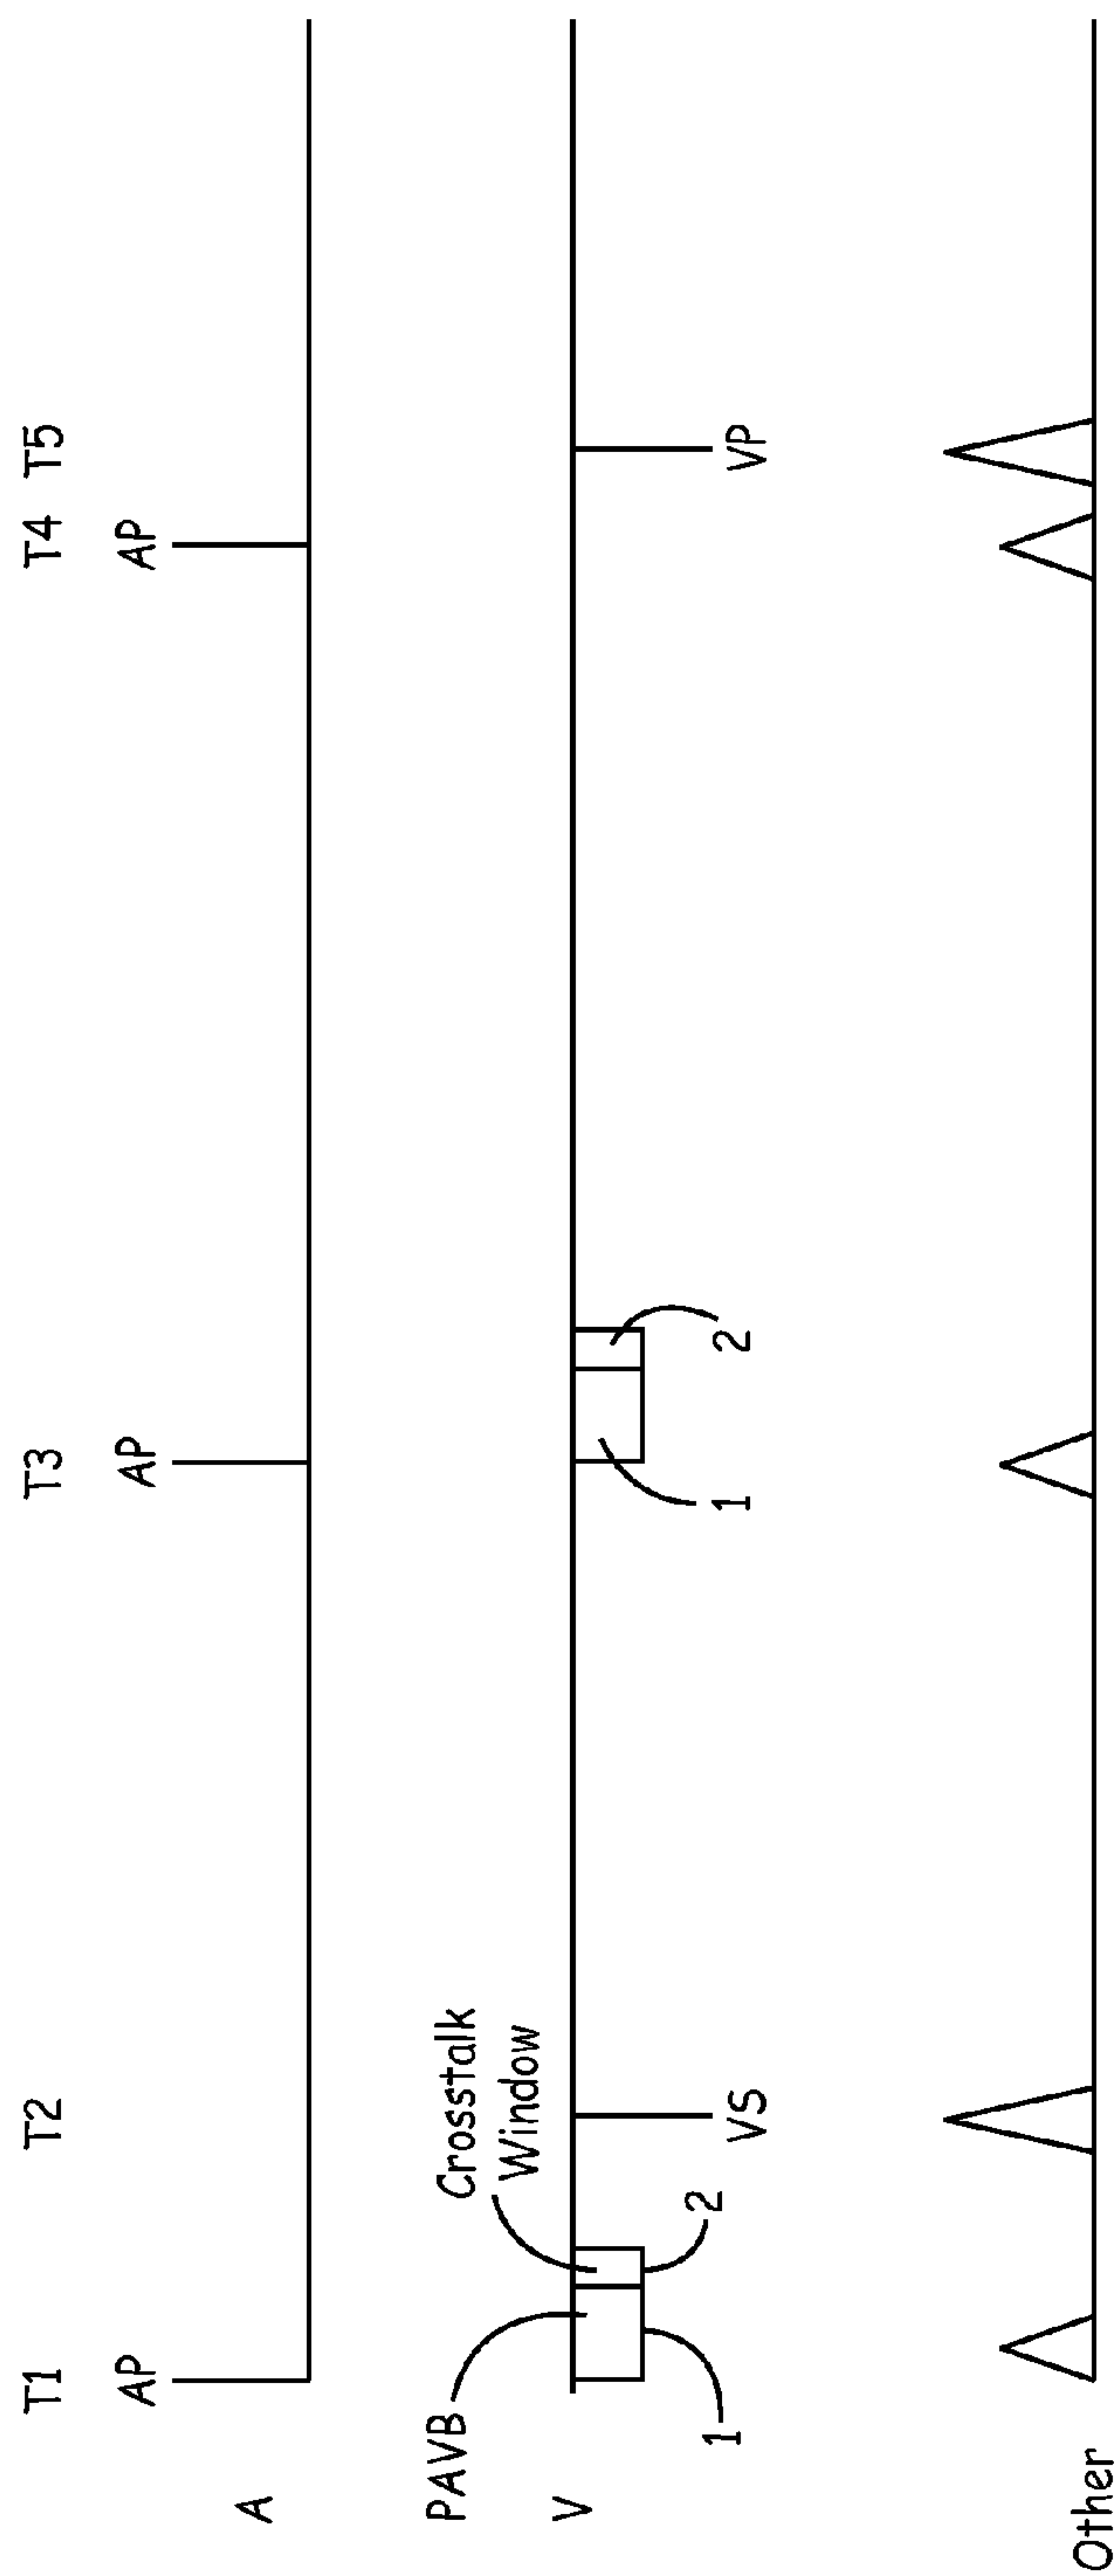 T1 T2 T3 T4 T5
AP AP AP
A
PAVB
Crosstalk
Window
V
1 2 VS 1 2 VP
Other